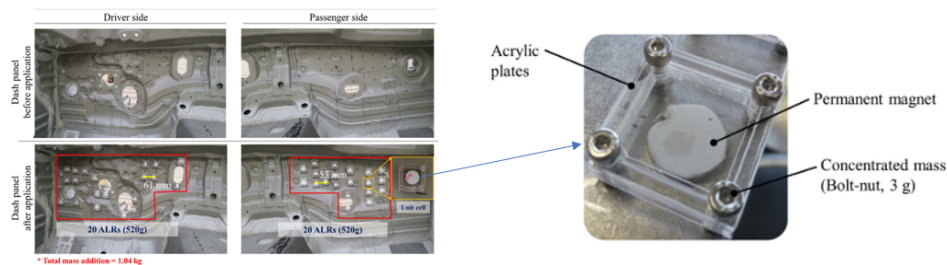 Driver side
Passenger side
Dash panel
before application
Dash panel
after application
61 mm
53 mm
Unit cell
20 ALRs (520g)
20 ALRs (520g)
* Total mass addition = 1.04 kg
Acrylic
plates
Permanent magnet
Concentrated mass
(Bolt-nut, 3 g)